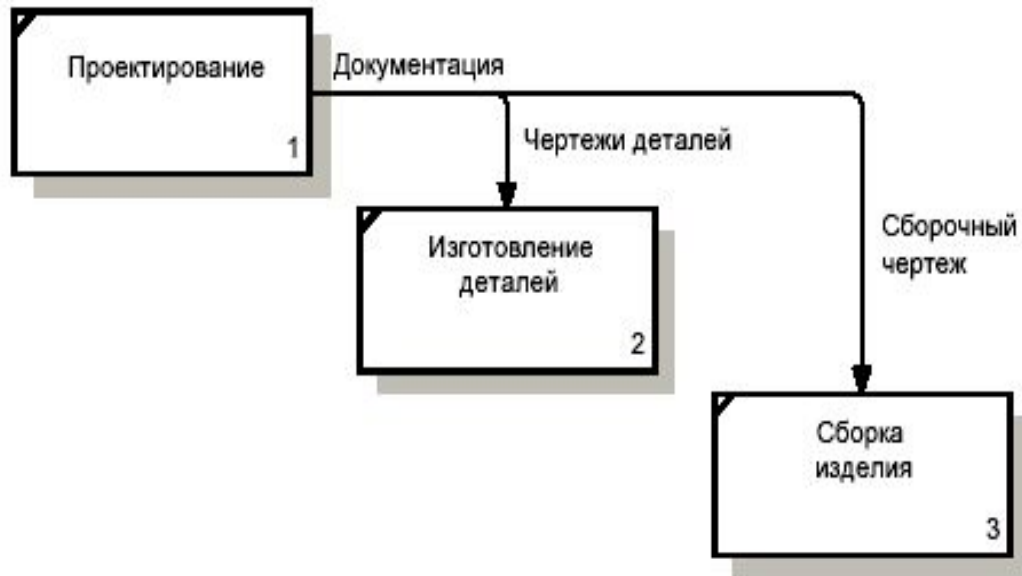 Проектирование
1
Документация
Чертежи деталей
Изготовление
деталей
2
Сборочный
чертеж
Сборка
изделия
3